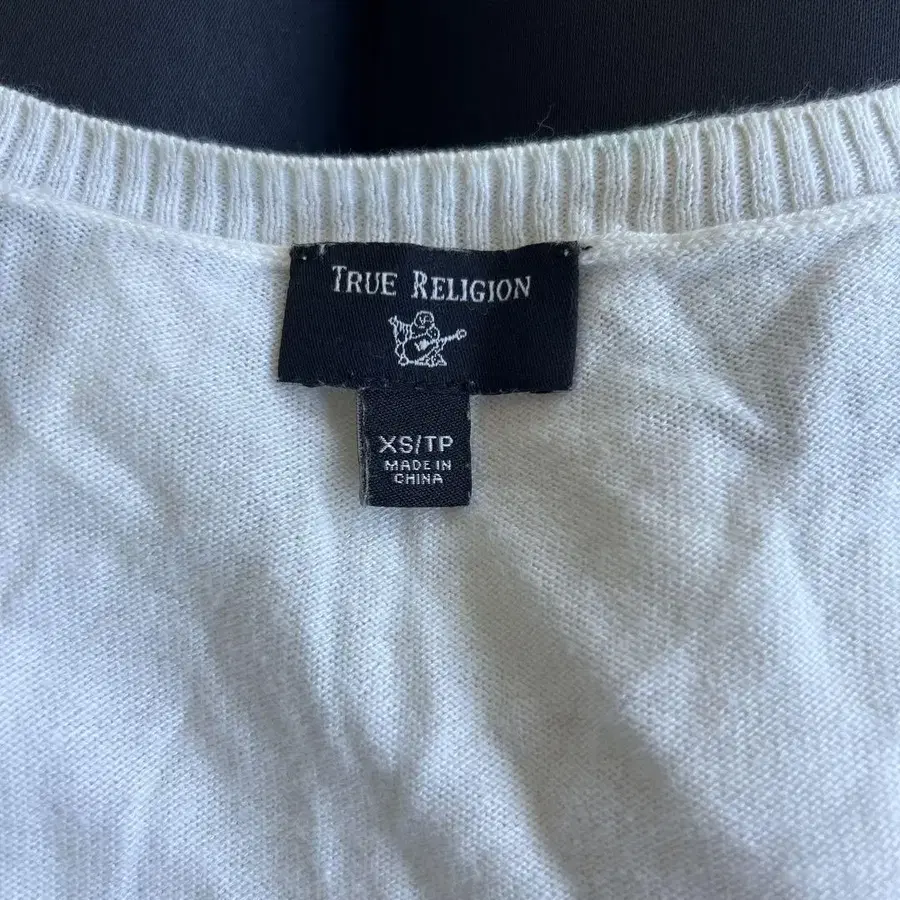 TRUE RELIGION
XS/TP
MADE IN
CHINA